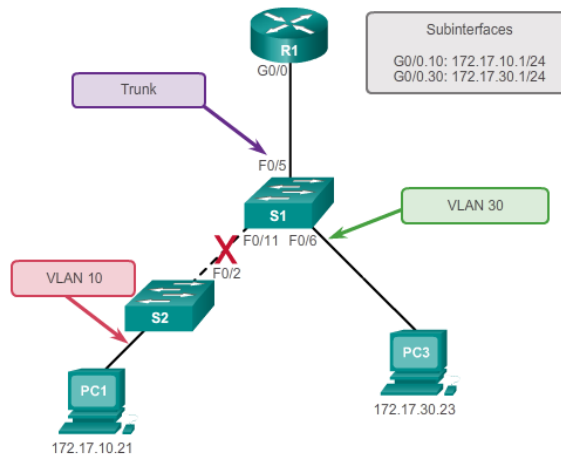 R1
G0/0
Subinterfaces
G0/0.10: 172.17.10.1/24
G0/0.30: 172.17.30.1/24
Trunk
F0/5
S1
VLAN 30
F0/11
F0/6
X
F0/2
VLAN 10
S2
PC1
PC3
172.17.30.23
172.17.10.21